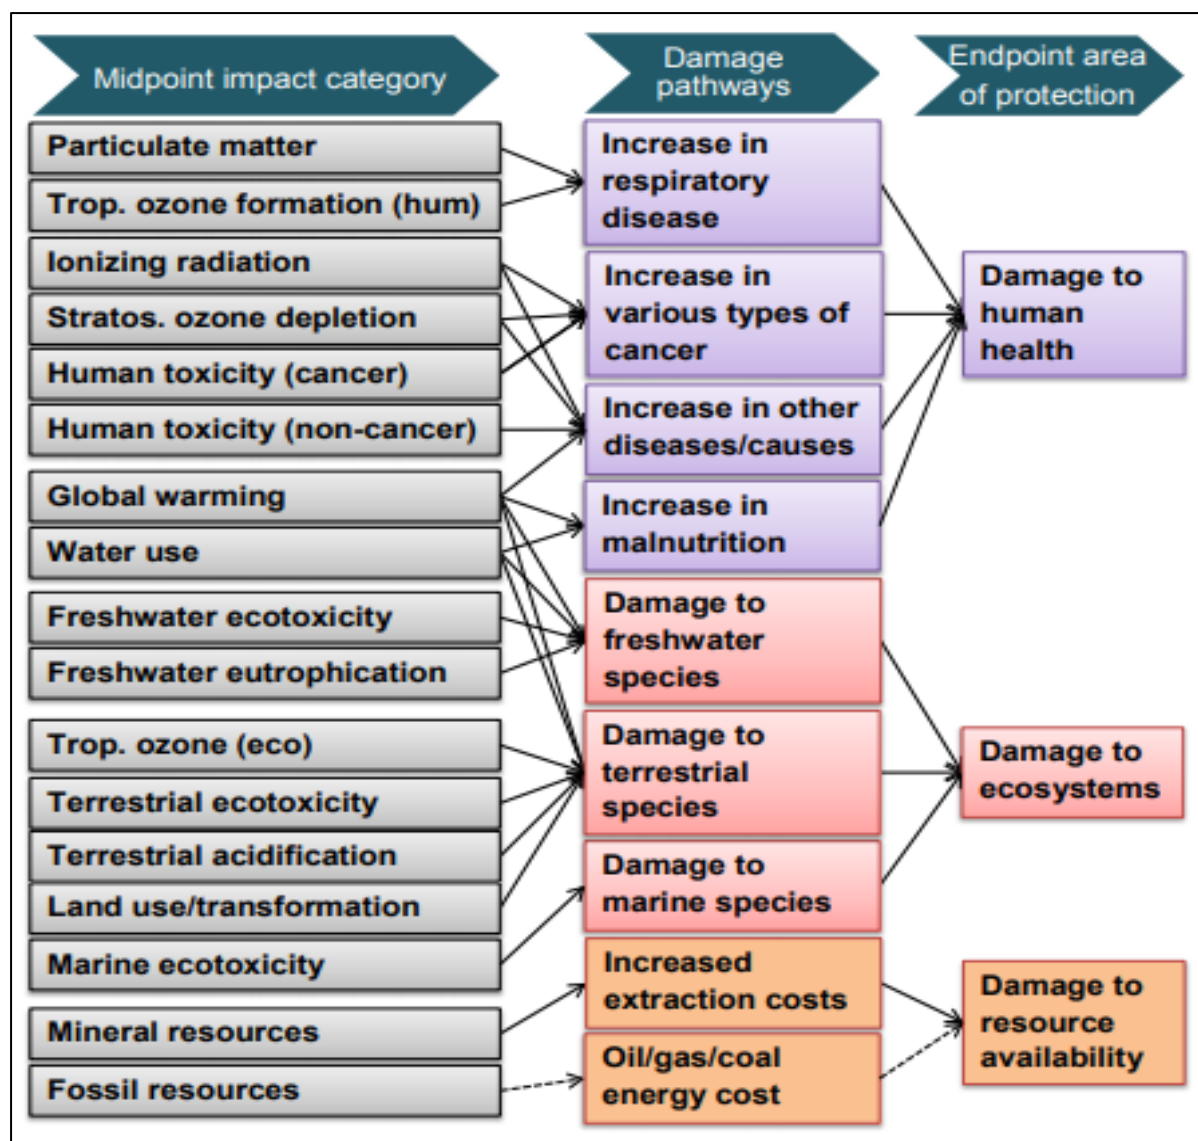 Midpoint impact category
Damage
pathways
Endpoint area
of protection
Particulate matter
Trop. ozone formation (hum)
Ionizing radiation
Stratos. ozone depletion
Human toxicity (cancer)
Human toxicity (non-cancer)
Global warming
Water use
Freshwater ecotoxicity
Freshwater eutrophication
Trop. ozone (eco)
Terrestrial ecotoxicity
Terrestrial acidification
Land use/transformation
Marine ecotoxicity
Mineral resources
Fossil resources
Increase in
respiratory
disease
Increase in
various types of
cancer
Increase in other
diseases/causes
Increase in
malnutrition
Damage to
freshwater
species
Damage to
terrestrial
species
Damage to
marine species
Increased
extraction costs
Oil/gas/coal
energy cost
Damage to
human
health
Damage to
ecosystems
Damage to
resource
availability